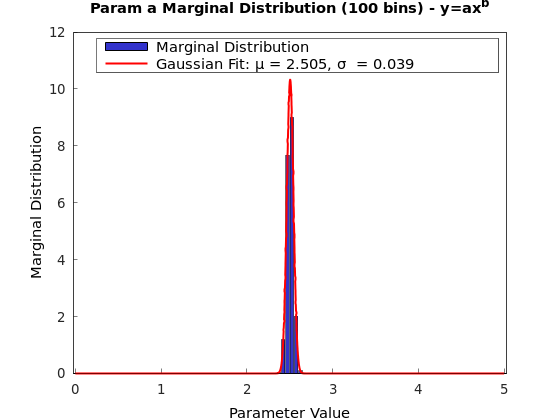 Param a Marginal Distribution (100 bins) - y=axᵇ
Marginal Distribution
Gaussian Fit: μ = 2.505, σ  = 0.039
12
10
8
6
4
2
0
Marginal Distribution
0 1 2 3 4 5
Parameter Value